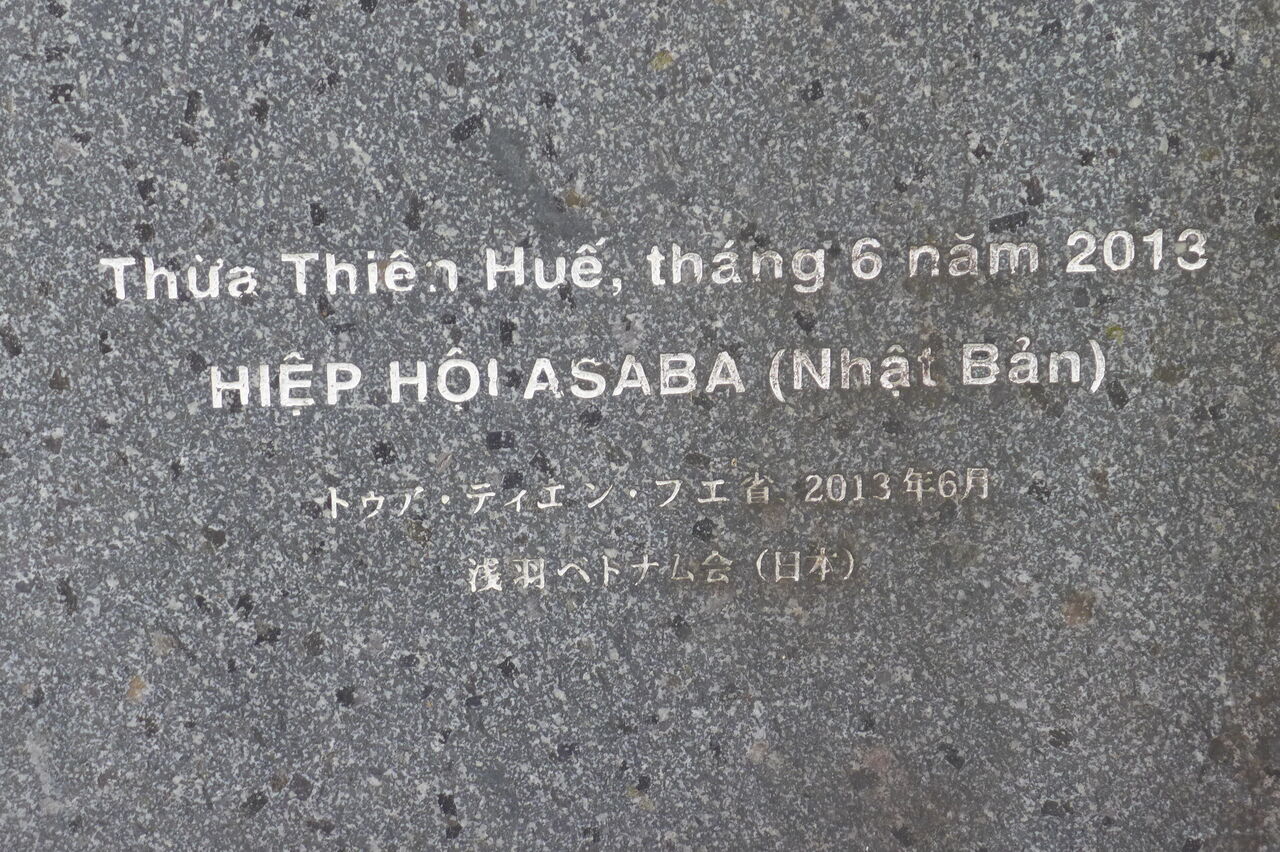 Thừa Thiên Huế, tháng 6 năm 2013
HIỆP HỘI ASABA (Nhật Bản)
トゥア・ティエン・フエ省 2013年6月
浅羽ベトナム会（日本）